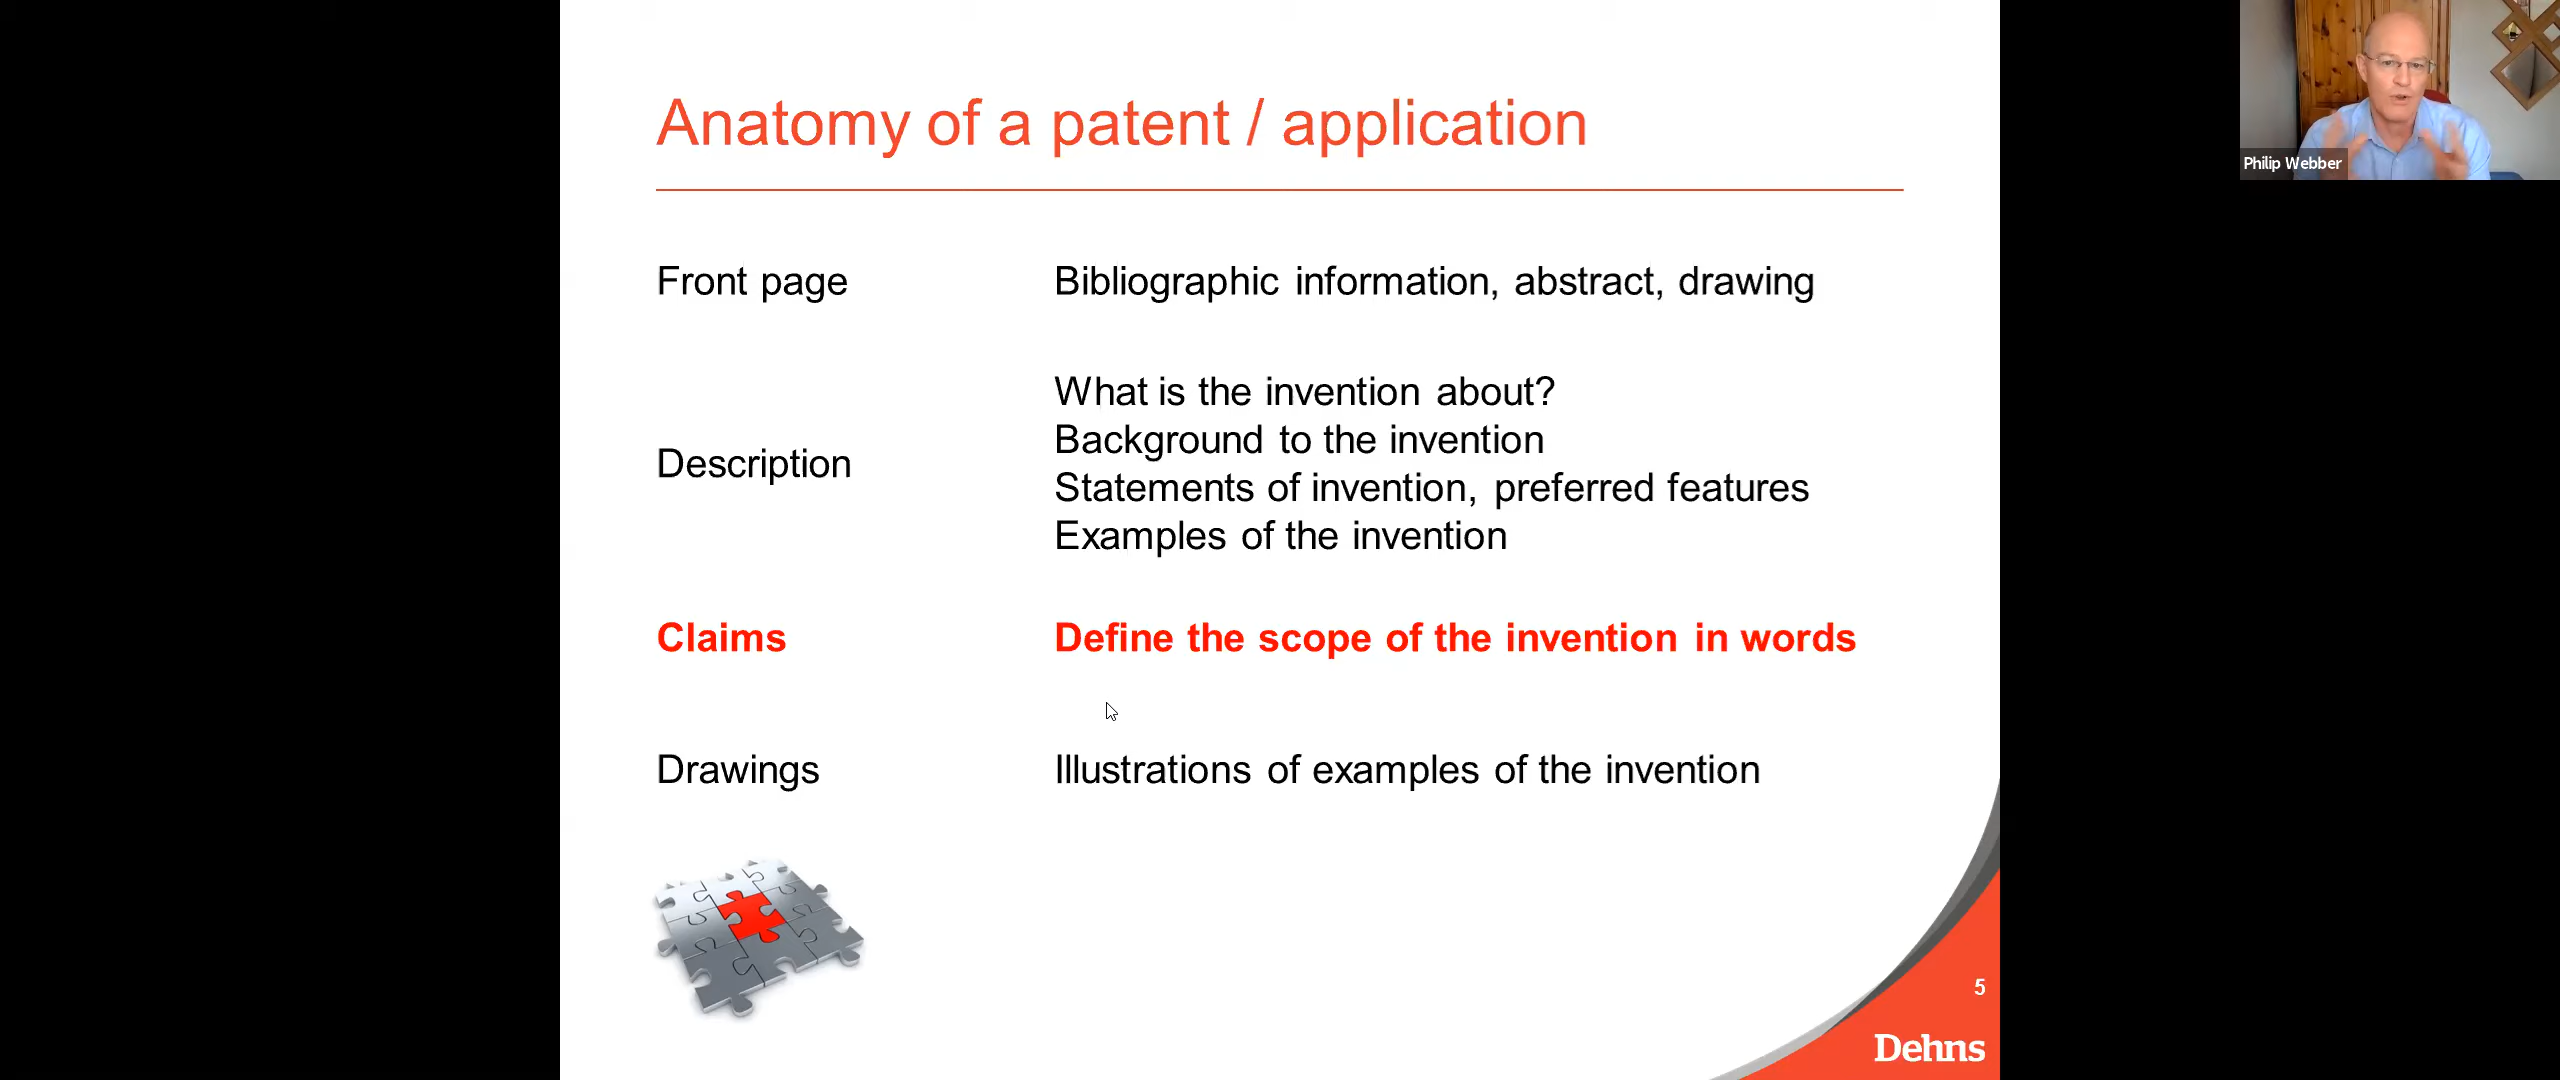 Anatomy of a patent / application
Front page
Bibliographic information, abstract, drawing
Description
What is the invention about?
Background to the invention
Statements of invention, preferred features
Examples of the invention
Claims
Define the scope of the invention in words
Drawings
Illustrations of examples of the invention
5
Dehns
Philip Webber